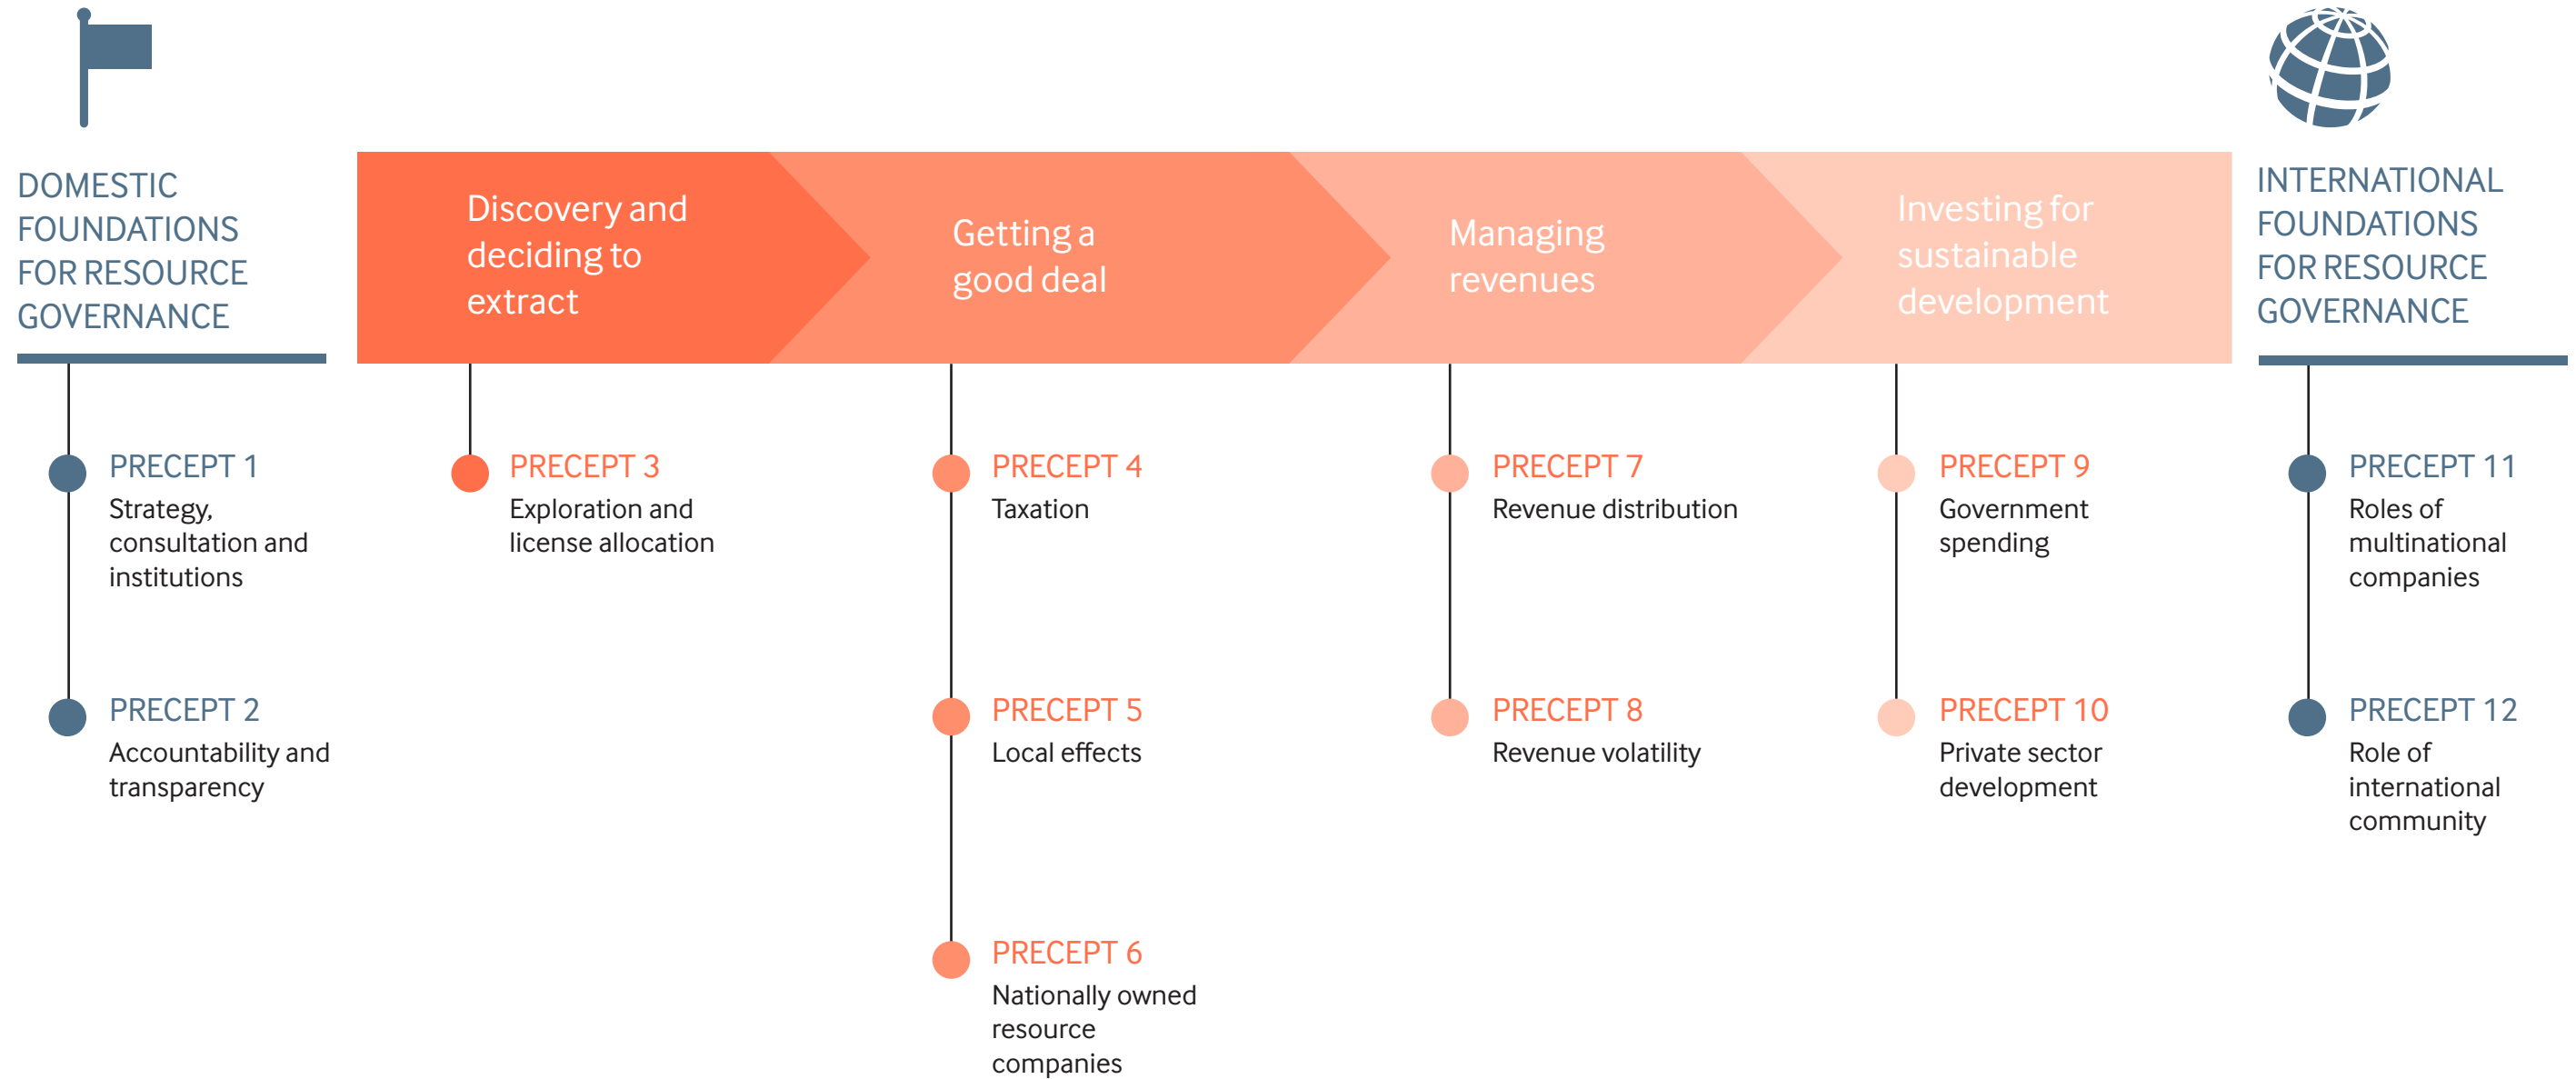 DOMESTIC
FOUNDATIONS
FOR RESOURCE
GOVERNANCE
PRECEPT 1
Strategy,
consultation and
institutions
PRECEPT 2
Accountability and
transparency
Discovery and
deciding to
extract
PRECEPT 3
Exploration and
license allocation
Getting a
good deal
PRECEPT 4
Taxation
PRECEPT 5
Local effects
PRECEPT 6
Nationally owned
resource
companies
Managing
revenues
PRECEPT 7
Revenue distribution
PRECEPT 8
Revenue volatility
Investing for
sustainable
development
PRECEPT 9
Government
spending
PRECEPT 10
Private sector
development
INTERNATIONAL
FOUNDATIONS
FOR RESOURCE
GOVERNANCE
PRECEPT 11
Roles of
multinational
companies
PRECEPT 12
Role of
international
community